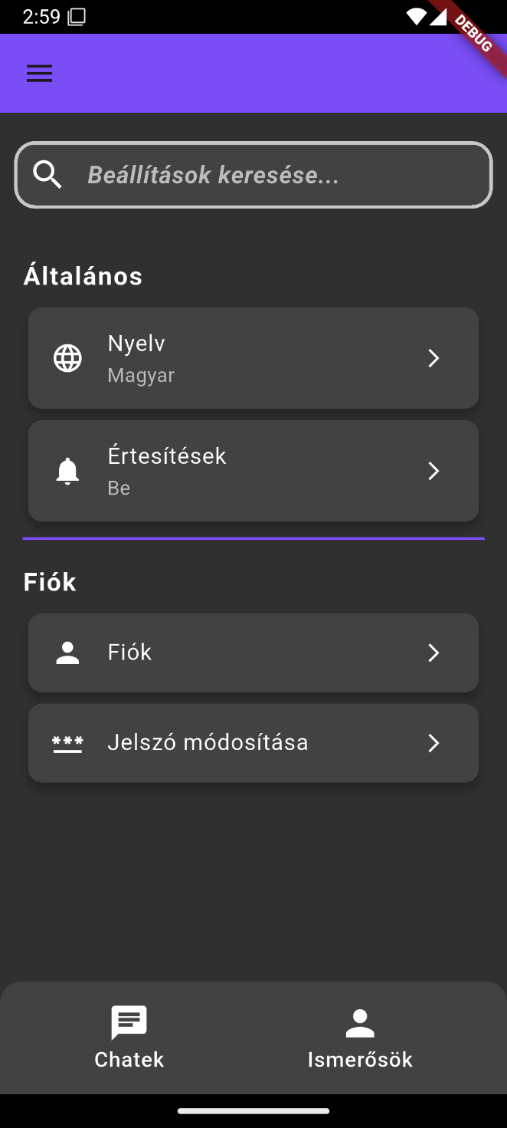 2:59
DEBUG
Beállítások keresése...
Általános
Nyelv
Magyar
Értesítések
Be
Fiók
Fiók
Jelszó módosítása
Chatek
Ismerősök